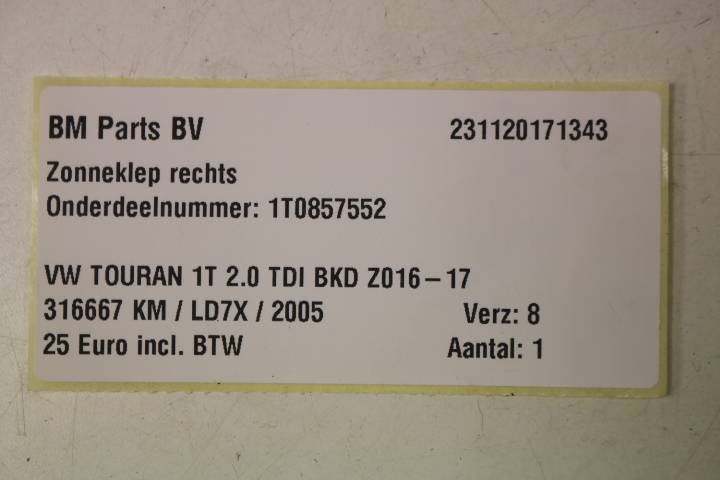 BM Parts BV 231120171343
Zonneklep rechts
Onderdeelnummer: 1T0857552
VW TOURAN 1T 2.0 TDI BKD Z016-17
316667 KM / LD7X / 2005 Verz: 8
25 Euro incl. BTW Aantal: 1